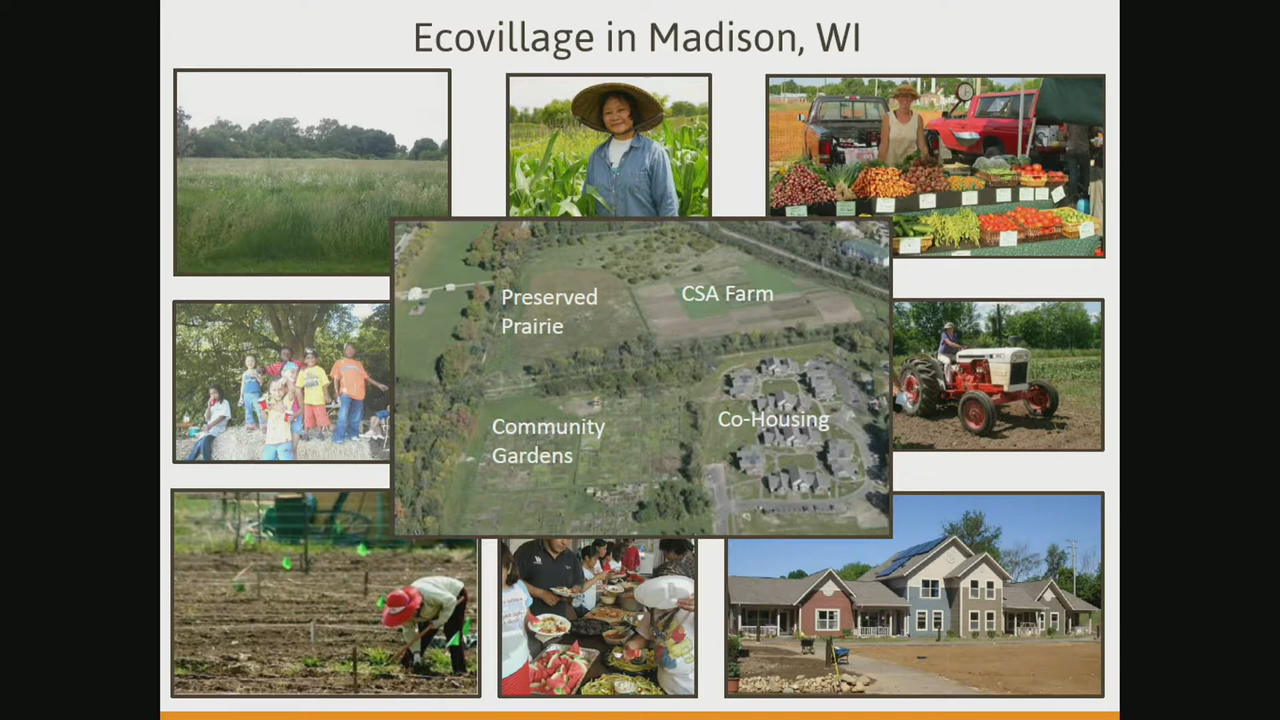 Ecovillage in Madison, WI
Preserved
Prairie
CSA Farm
Community
Gardens
Co-Housing